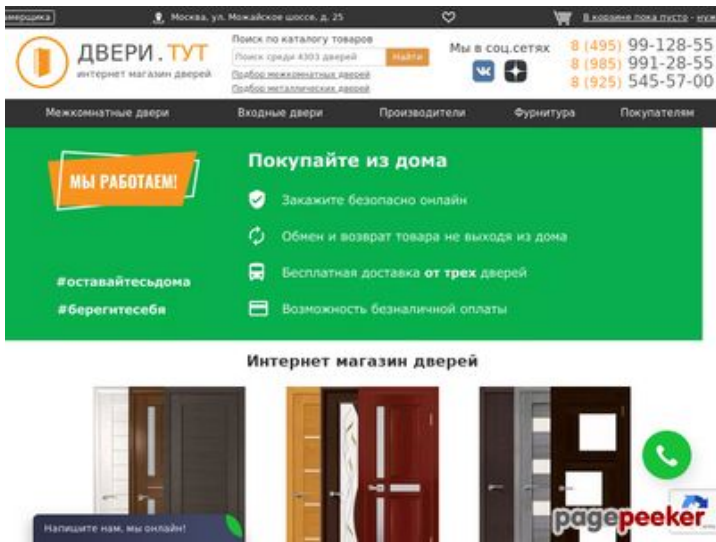 Москва, ул. Можайское шоссе, д. 25
В корзине пока пусто - нуж
ДВЕРИ.ТУТ
интернет магазин дверей
Поиск по каталогу товаров
Поиск среди 4303 дверей
Найти
Подбор межкомнатных дверей
Подбор металлических дверей
Мы в соц.сетях
8 (495) 99-128-55
8 (985) 991-28-55
8 (925) 545-57-00
Межкомнатные двери Входные двери Производители Фурнитура Покупателям
МЫ РАБОТАЕМ!
Покупайте из дома
Закажите безопасно онлайн
Обмен и возврат товара не выходя из дома
Бесплатная доставка от трех дверей
Возможность безналичной оплаты
#оставайтесьдома
#берегитесебя
Интернет магазин дверей
Напишите нам, мы онлайн!
pagepeeker